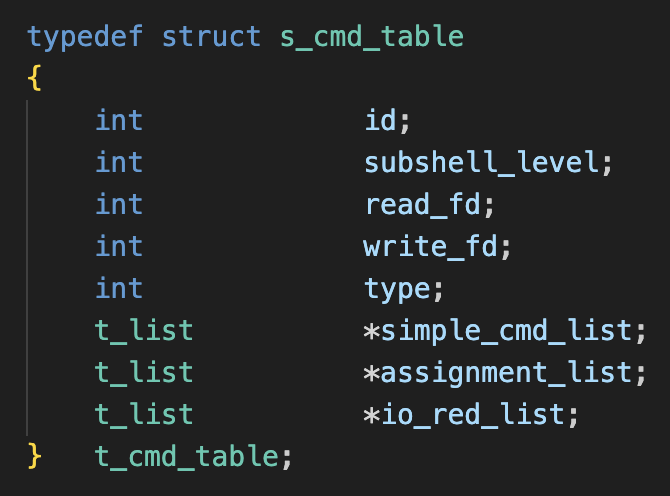 typedef struct s_cmd_table
{
    int             id;
    int             subshell_level;
    int             read_fd;
    int             write_fd;
    int             type;
    t_list          *simple_cmd_list;
    t_list          *assignment_list;
    t_list          *io_red_list;
}   t_cmd_table;